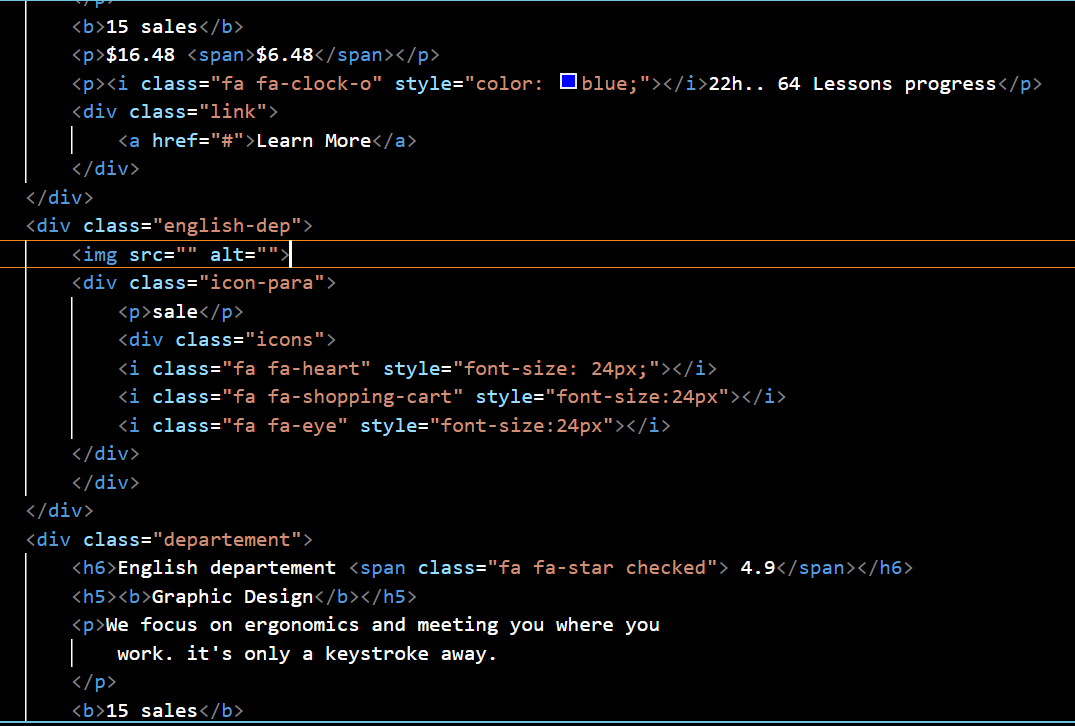 </p>
<b>15 sales</b>
<p>$16.48 <span>$6.48</span></p>
<p><i class="fa fa-clock-o" style="color: blue;"></i>22h.. 64 Lessons progress</p>
<div class="link">
<a href="#">Learn More</a>
</div>
</div>
<div class="english-dep">
<img src="" alt="">
<div class="icon-para">
<p>sale</p>
<div class="icons">
<i class="fa fa-heart" style="font-size: 24px;"></i>
<i class="fa fa-shopping-cart" style="font-size:24px"></i>
<i class="fa fa-eye" style="font-size:24px"></i>
</div>
</div>
</div>
<div class="departement">
<h6>English departement <span class="fa fa-star checked"> 4.9</span></h6>
<h5><b>Graphic Design</b></h5>
<p>We focus on ergonomics and meeting you where you
work. it's only a keystroke away.
</p>
<b>15 sales</b>